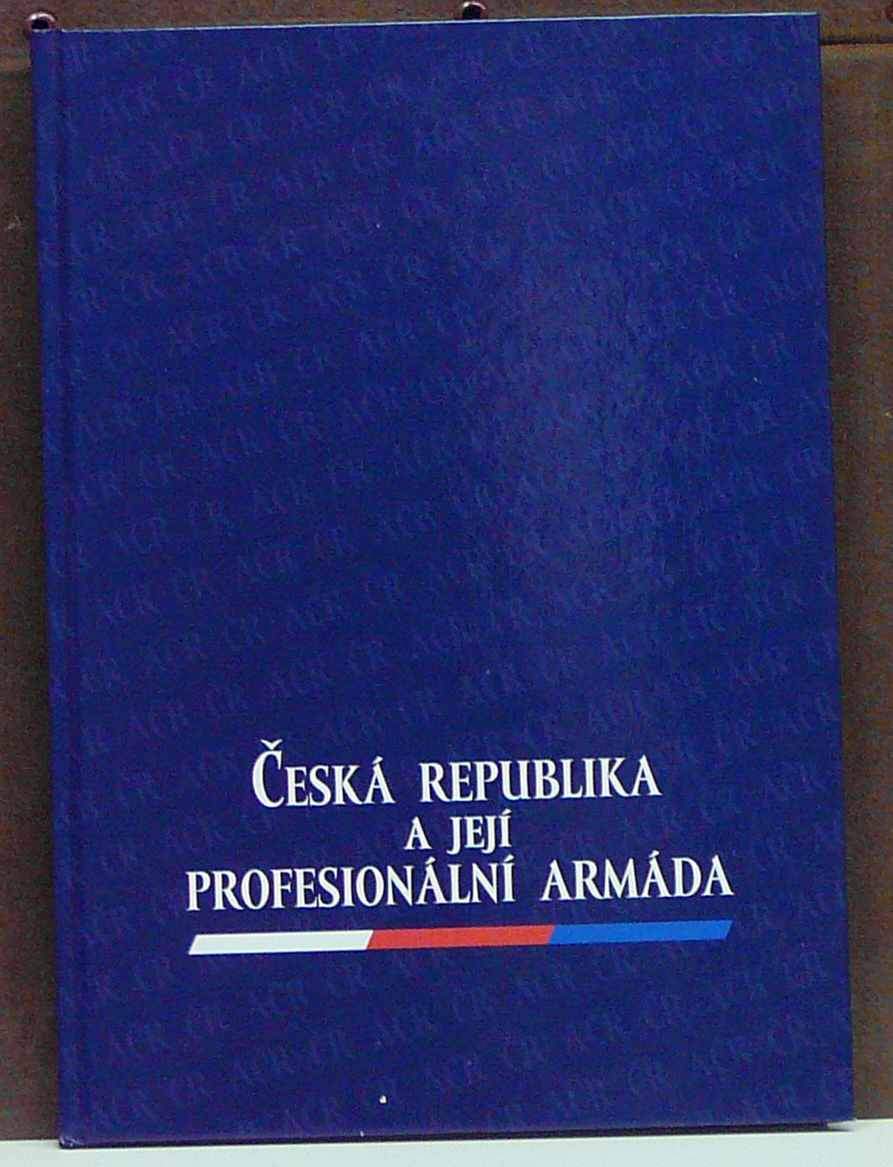 ČESKÁ REPUBLIKA
A JEJÍ
PROFESIONÁLNÍ ARMÁDA